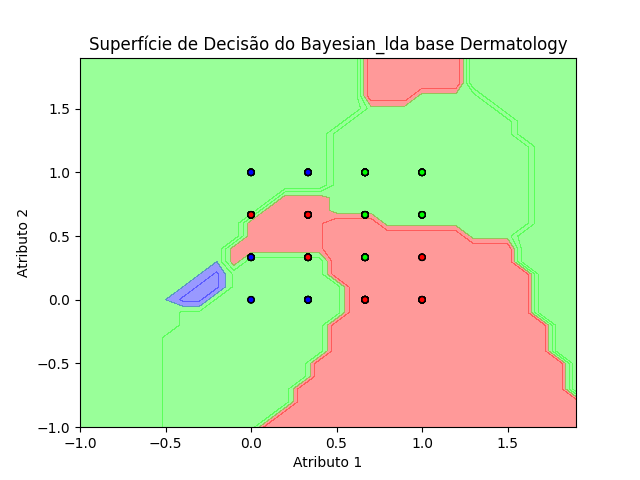 Superfície de Decisão do Bayesian_lda base Dermatology
Atributo 2
1.5
1.0
0.5
0.0
−0.5
−1.0
−1.0 −0.5 0.0 0.5 1.0 1.5
Atributo 1